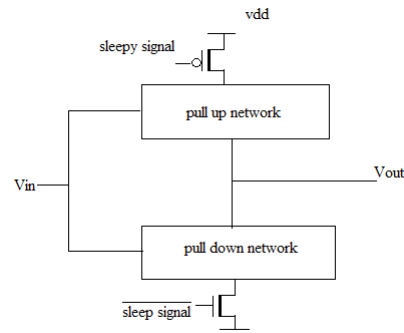 vdd
sleepy signal
pull up network
Vin
Vout
pull down network
sleep signal